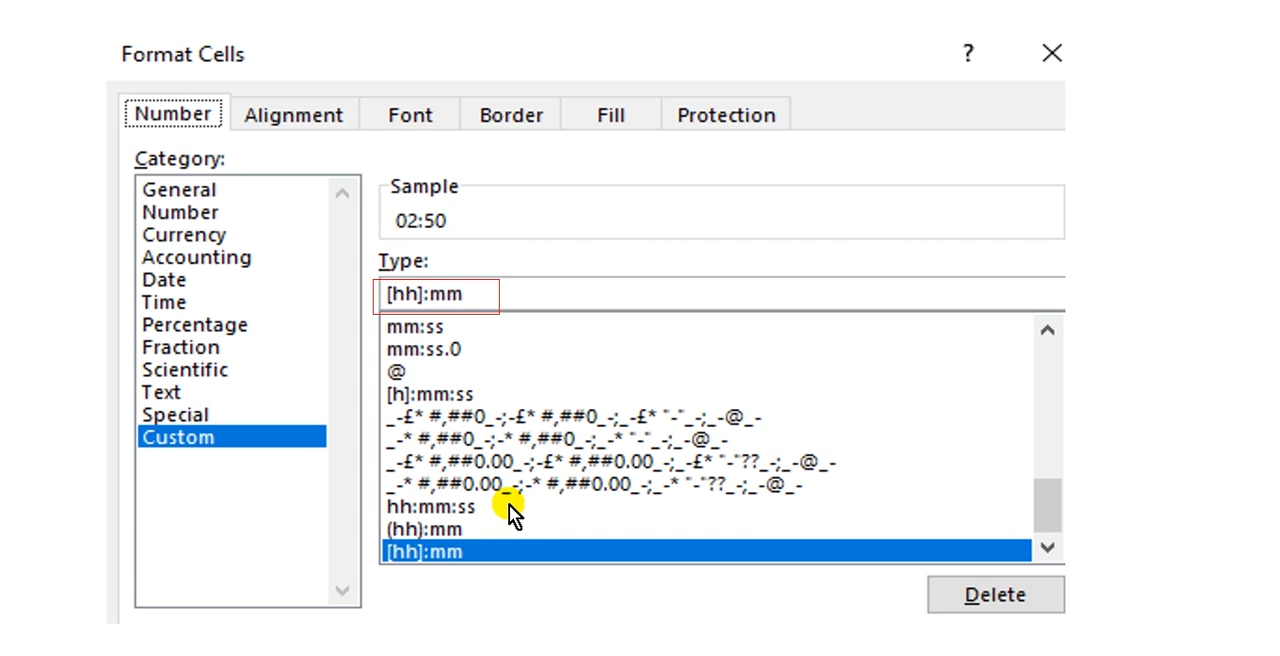 Format Cells ? ×
Number Alignment Font Border Fill Protection
Category:
General
Number
Currency
Accounting
Date
Time
Percentage
Fraction
Scientific
Text
Special
Custom
Sample
02:50
Type:
[hh]:mm
mm:ss
mm:ss.0
@
[h]:mm:ss
_-£* #,##0_-;-£* #,##0_-;_-£* "-"_-;_-@_-
_-* #,##0_-;-* #,##0_-;_-* "-"_-;_-@_-
_-£* #,##0.00_-;-£* #,##0.00_-;_-£* "-"??_-;_-@_-
_-* #,##0.00_-;-* #,##0.00_-;_-* "-"??_-;_-@_-
hh:mm:ss
(hh):mm
[hh]:mm
Delete